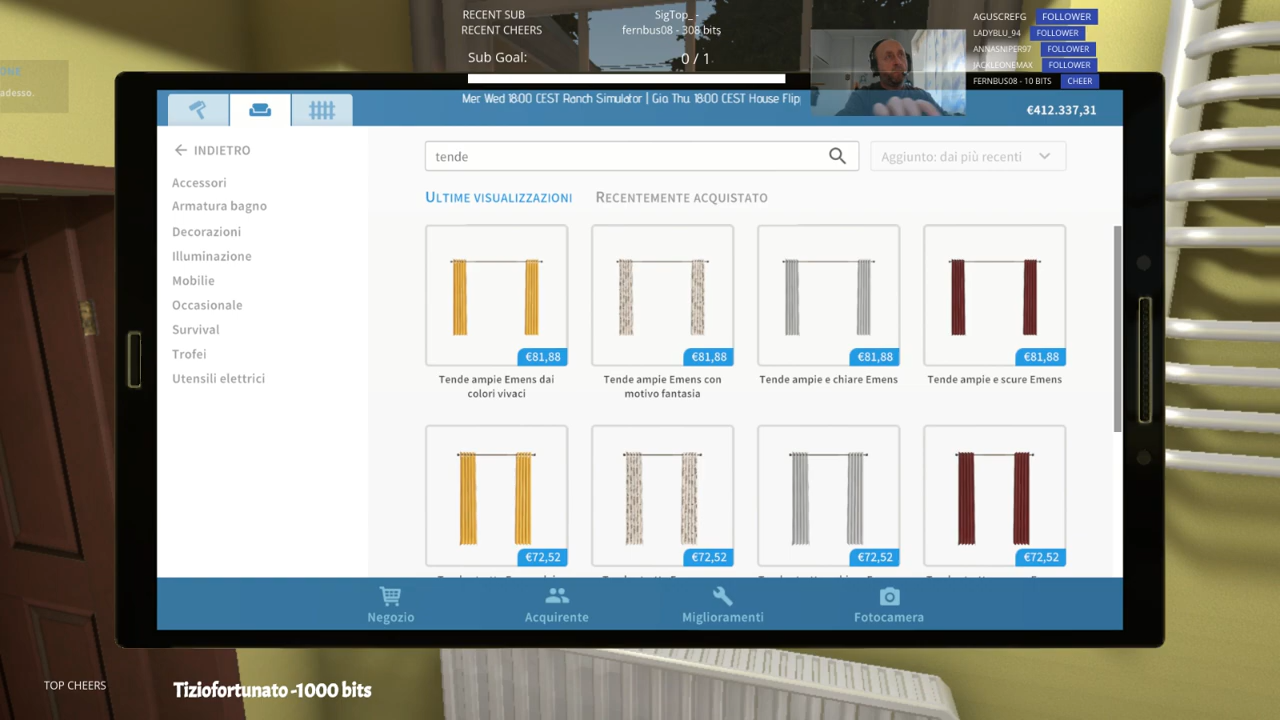 RECENT SUB
SigTop_ -
RECENT CHEERS
fernbus08 - 308 bits
Sub Goal:
0 / 1
AGUSCREFG FOLLOWER
LADYBLU_94 FOLLOWER
ANNASNIPER97 FOLLOWER
JACKLEONEMAX FOLLOWER
FERNBUS08 - 10 BITS CHEER
adesso.
Mer Wed 18:00 CEST Ranch Simulator | Gio Thu 18:00 CEST House Flip
€412.337,31
INDIETRO
Accessori
Armatura bagno
Decorazioni
Illuminazione
Mobilie
Occasionale
Survival
Trofei
Utensili elettrici
tende
Aggiunto: dai più recenti
ULTIME VISUALIZZAZIONI
RECENTEMENTE ACQUISTATO
€81,88
€81,88
€81,88
€81,88
Tende ampie Emens dai
colori vivaci
Tende ampie Emens con
motivo fantasia
Tende ampie e chiare Emens
Tende ampie e scure Emens
€72,52
€72,52
€72,52
€72,52
Negozio
Acquirente
Miglioramenti
Fotocamera
TOP CHEERS
Tiziofortunato -1000 bits